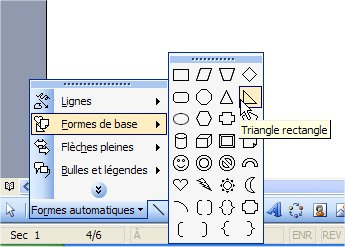 Lignes
Formes de base
Triangle rectangle
Flèches pleines
Bulles et légendes
Formes automatiques
Sec 1 4/6 À ENR REV